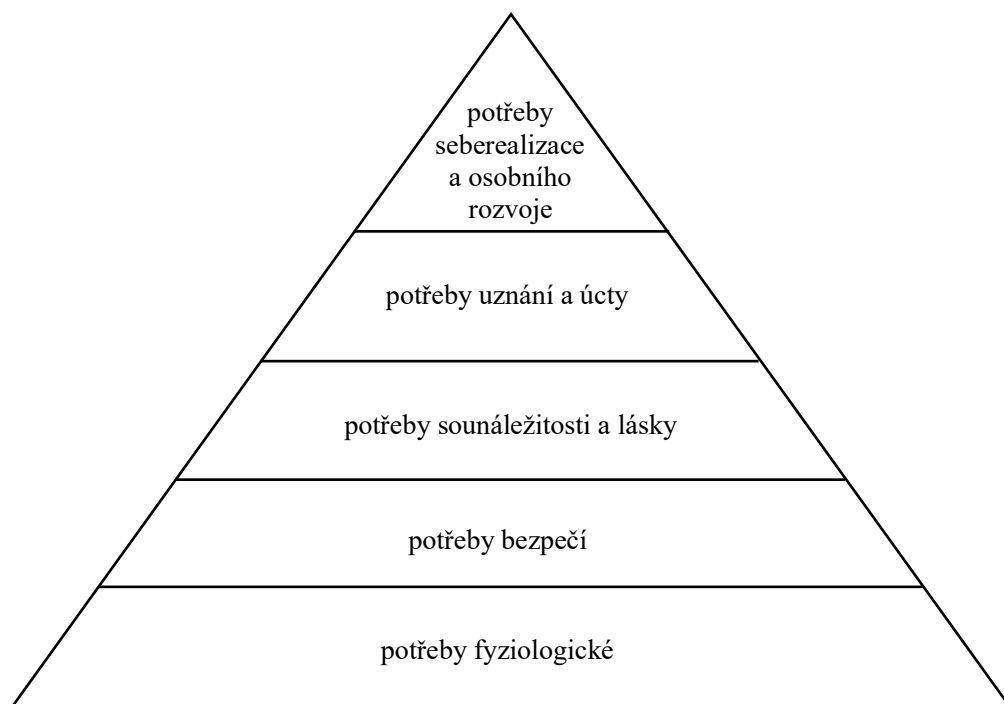 potřeby
seberealizace
a osobního
rozvoje
potřeby uznání a úcty
potřeby sounáležitosti a lásky
potřeby bezpečí
potřeby fyziologické